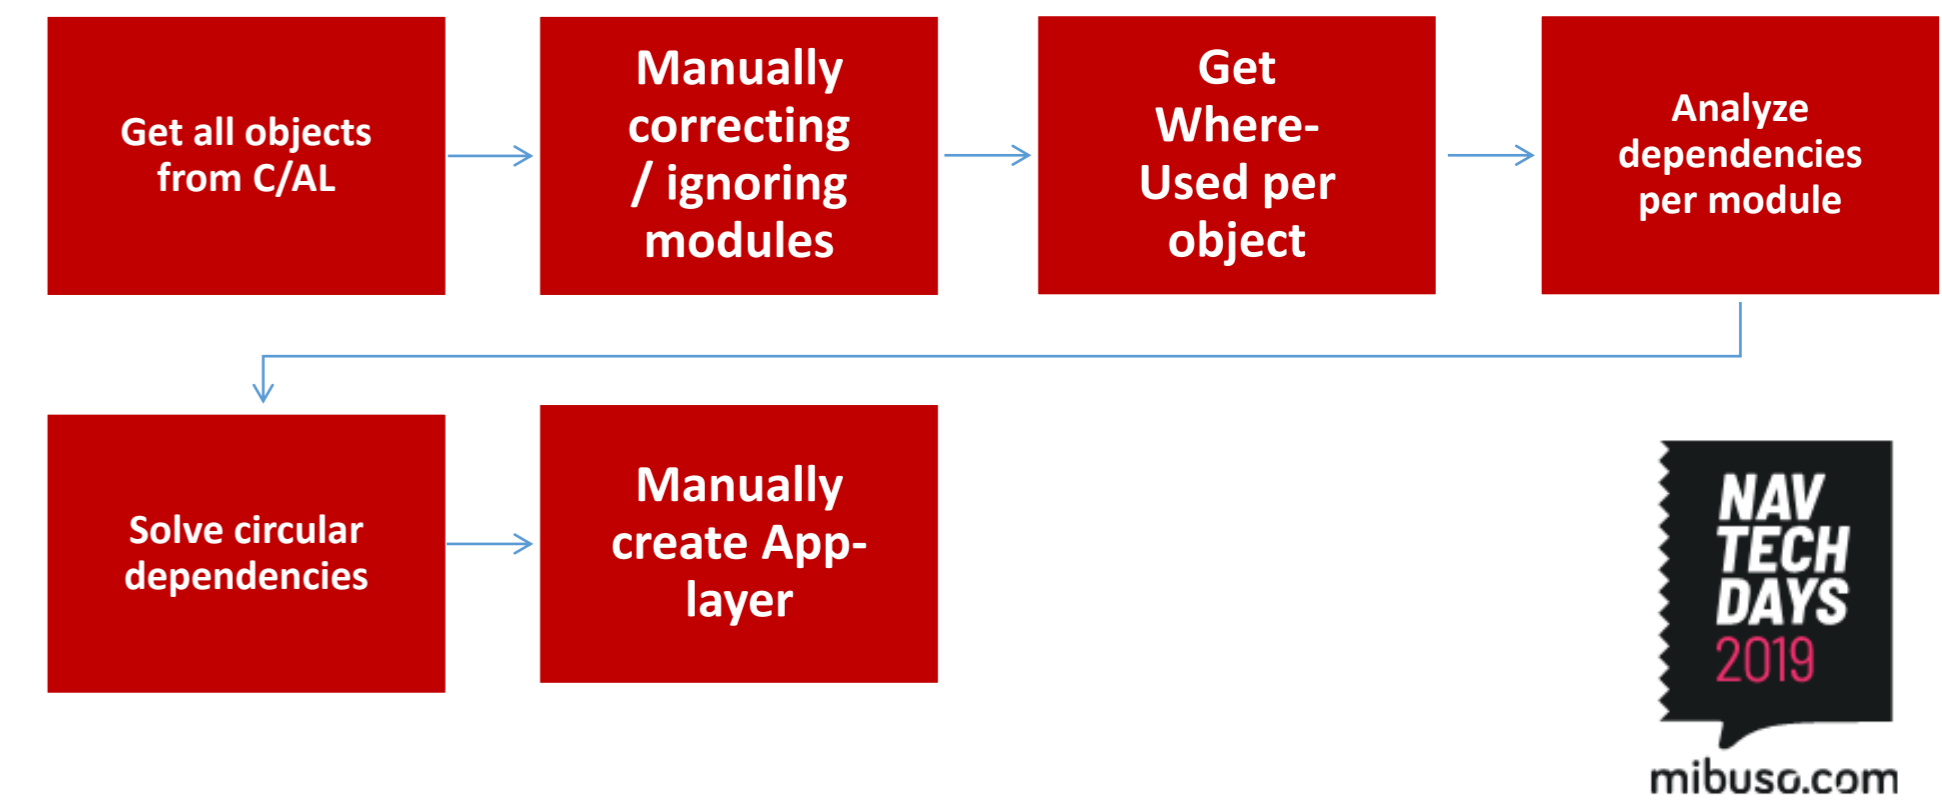 Get all objects
from C/AL
Manually
correcting
/ ignoring
modules
Get
Where-
Used per
object
Analyze
dependencies
per module
Solve circular
dependencies
Manually
create App-
layer
NAV
TECH
DAYS
2019
mibuso.com